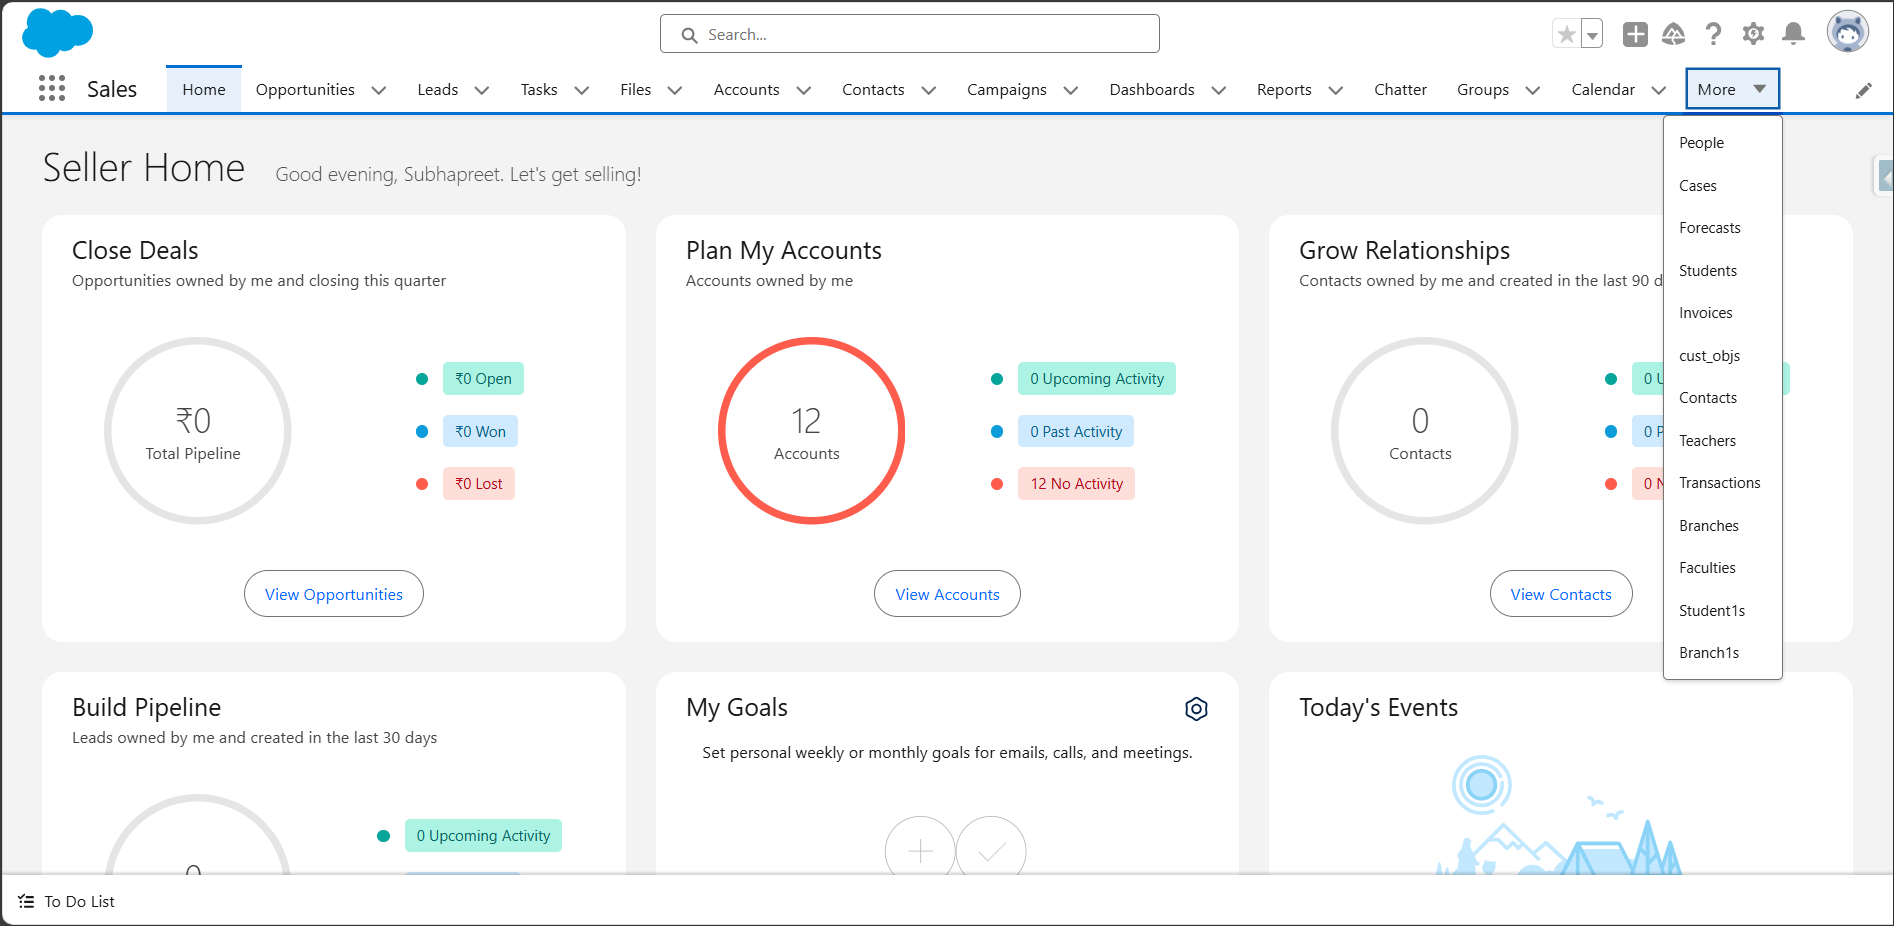 Search...
Sales
Home
Opportunities
Leads
Tasks
Files
Accounts
Contacts
Campaigns
Dashboards
Reports
Chatter
Groups
Calendar
More
People
Cases
Forecasts
Students
Invoices
cust_objs
Contacts
Teachers
Transactions
Branches
Faculties
Student1s
Branch1s
Seller Home
Good evening, Subhapreet. Let's get selling!
Close Deals
Opportunities owned by me and closing this quarter
₹0
Total Pipeline
₹0 Open
₹0 Won
₹0 Lost
View Opportunities
Plan My Accounts
Accounts owned by me
12
Accounts
0 Upcoming Activity
0 Past Activity
12 No Activity
View Accounts
Grow Relationships
Contacts owned by me and created in the last 90
0
Contacts
0
0
0
View Contacts
Build Pipeline
Leads owned by me and created in the last 30 days
0 Upcoming Activity
My Goals
Set personal weekly or monthly goals for emails, calls, and meetings.
Today's Events
To Do List